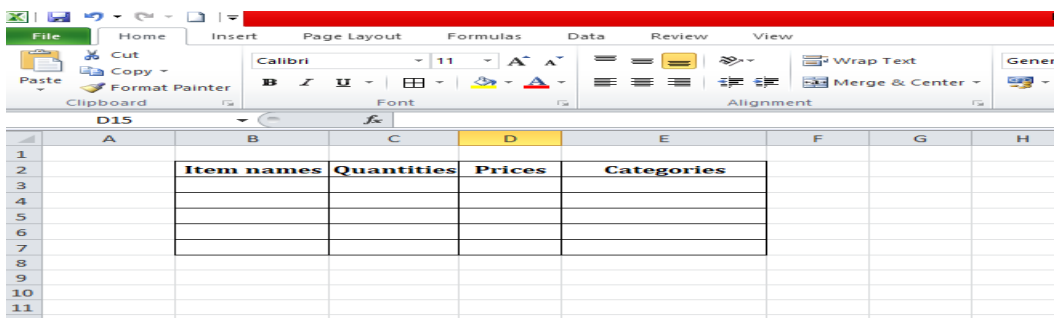 File Home Insert Page Layout Formulas Data Review View
Cut
Copy
Paste
Format Painter
Calibri 11 A A
B I U A
Wrap Text
Merge & Center
Gener
Clipboard Font Alignment
D15 fx
A B C D E F G H
1
2 Item names Quantities Prices Categories
3
4
5
6
7
8
9
10
11